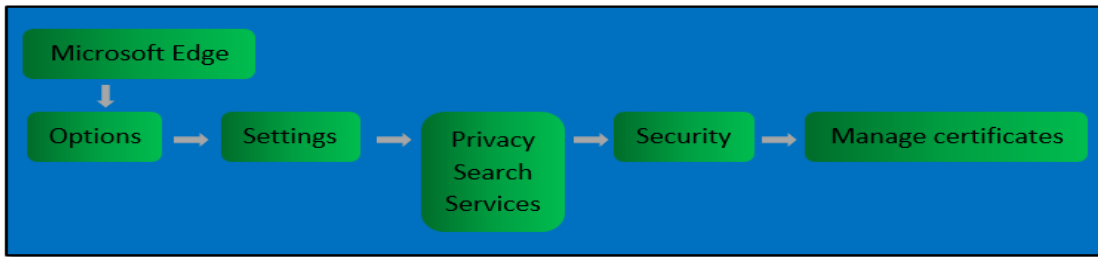 Microsoft Edge
Options
Settings
Privacy
Search
Services
Security
Manage certificates